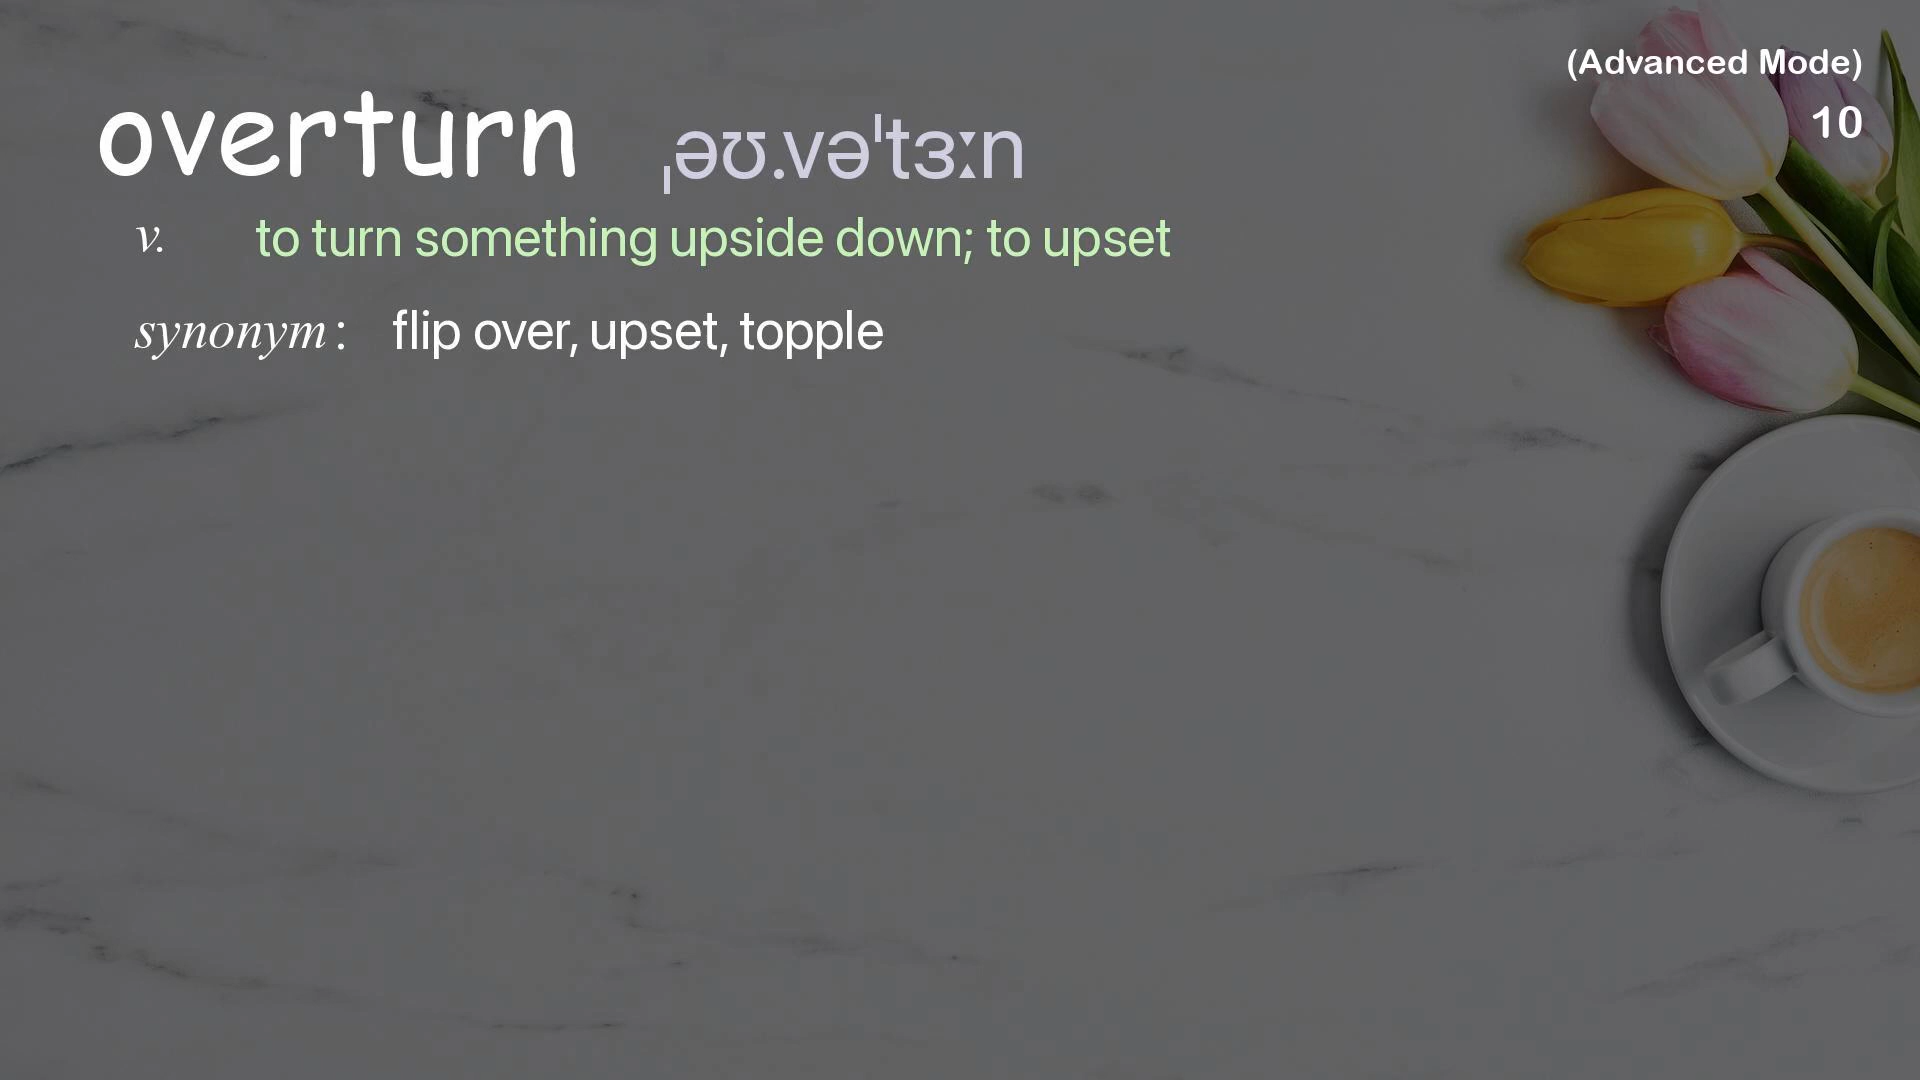 (Advanced Mode)
10
overturn ˌəʊ.vəˈtɜːn
v. to turn something upside down; to upset
synonym: flip over, upset, topple